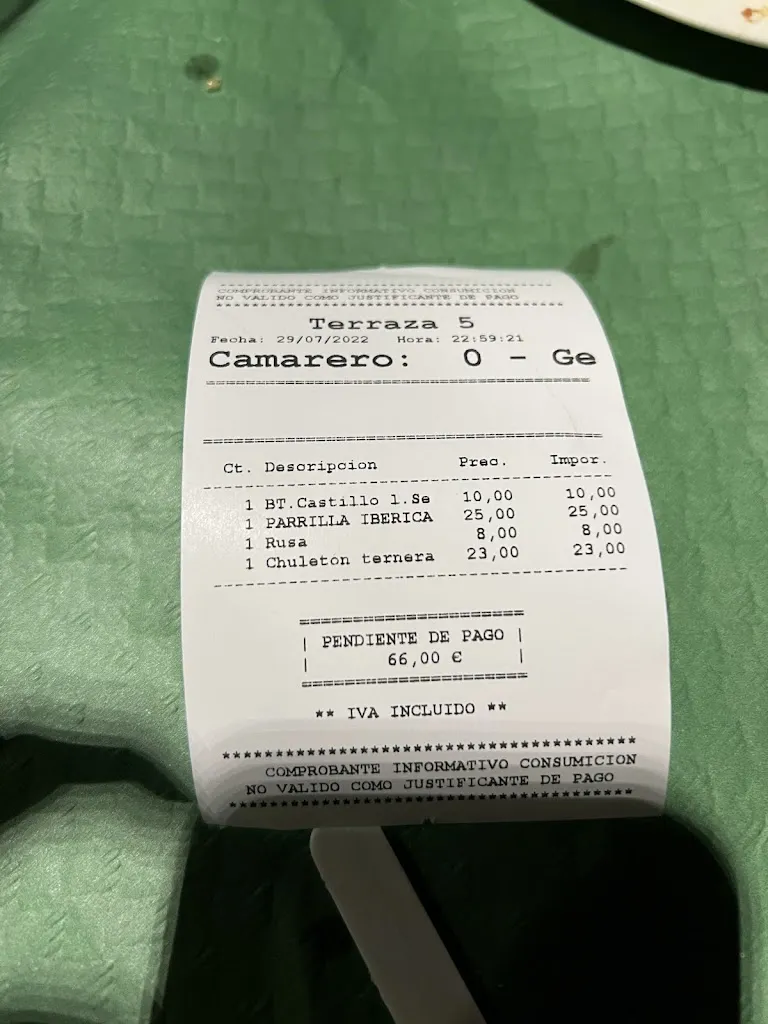 ***********************************
COMPROBANTE INFORMATIVO CONSUMICION
NO VALIDO COMO JUSTIFICANTE DE PAGO
***********************************
Terraza 5
Fecha: 29/07/2022 Hora: 22:59:21
Camarero: 0 - Ge
========================================
========================================
Ct. Descripcion Prec. Impor.
----------------------------------------
1 BT.Castillo l.Se 10,00 10,00
1 PARRILLA IBERICA 25,00 25,00
1 Rusa 8,00 8,00
1 Chuleton ternera 23,00 23,00
----------------------------------------
======================
| PENDIENTE DE PAGO |
| 66,00 € |
======================
** IVA INCLUIDO **
***********************************
COMPROBANTE INFORMATIVO CONSUMICION
NO VALIDO COMO JUSTIFICANTE DE PAGO
***********************************